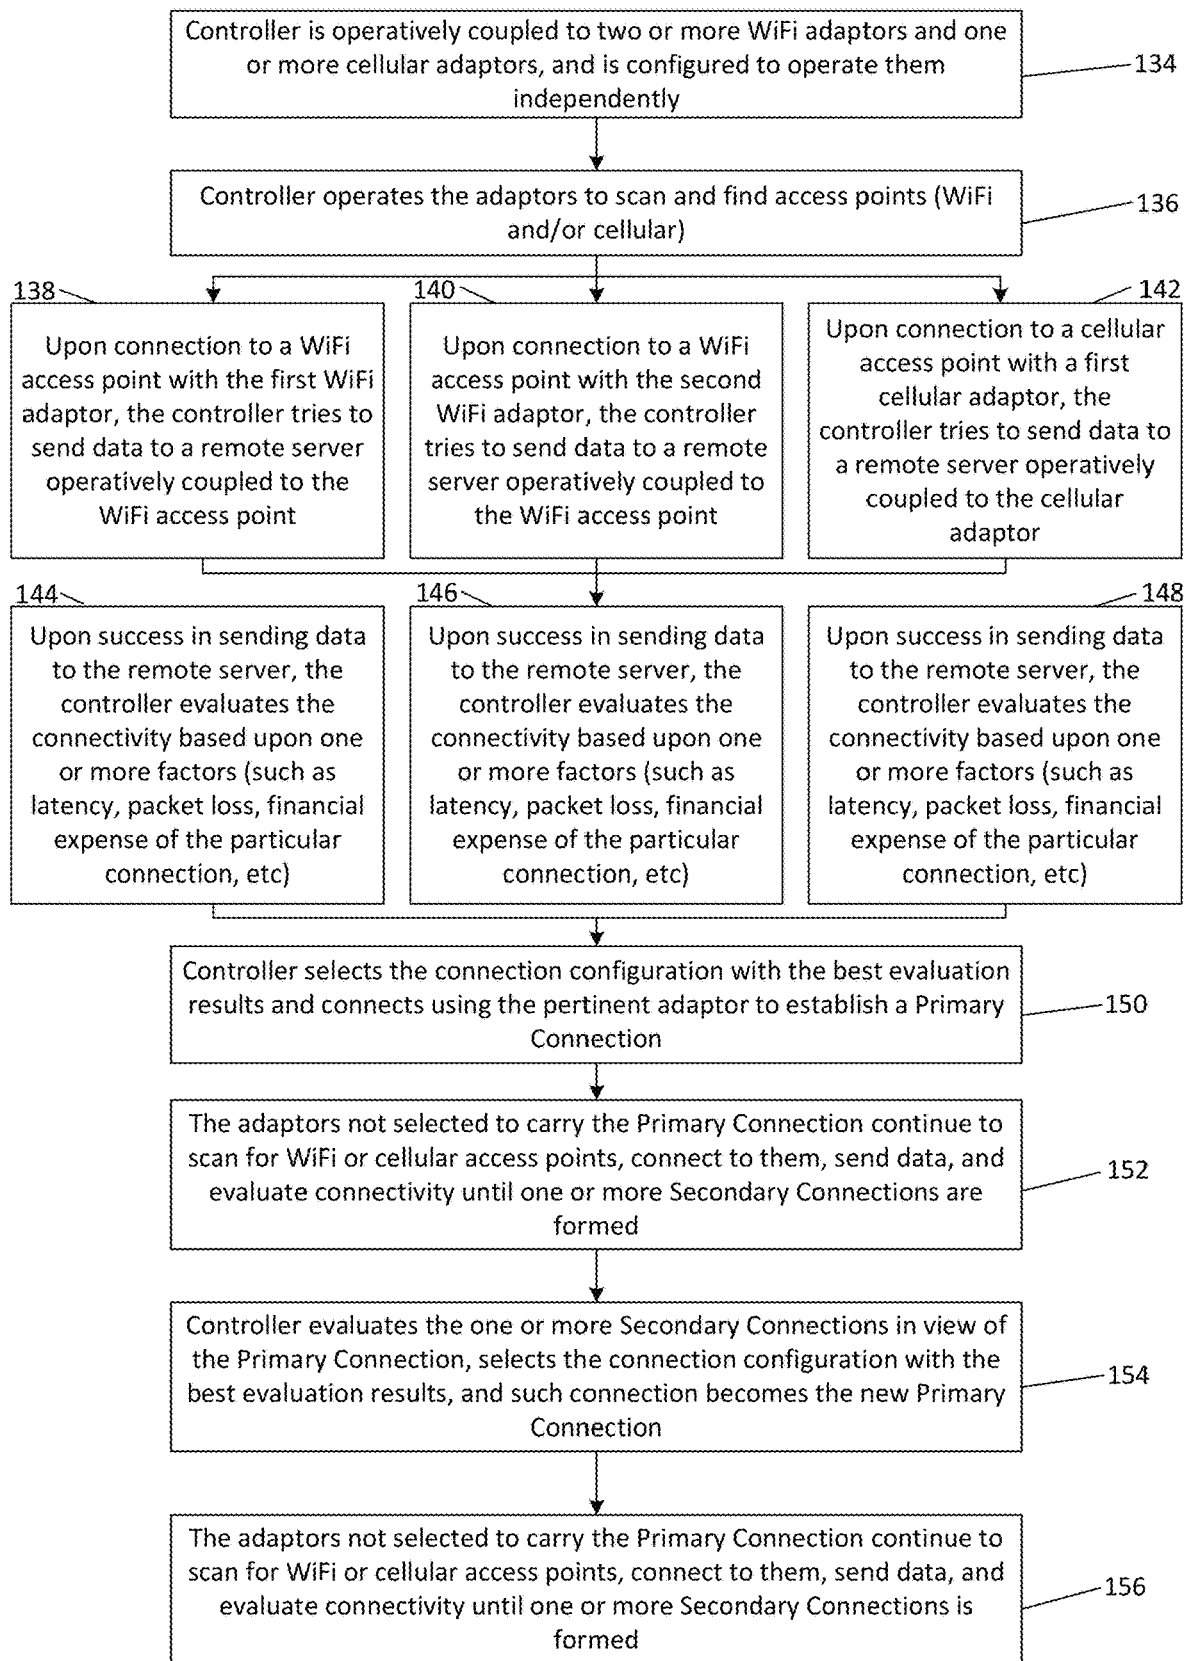 Controller is operatively coupled to two or more WiFi adaptors and one
or more cellular adaptors, and is configured to operate them
independently
134
Controller operates the adaptors to scan and find access points (WiFi
and/or cellular)
136
138
Upon connection to a WiFi
access point with the first WiFi
adaptor, the controller tries to
send data to a remote server
operatively coupled to the
WiFi access point
140
Upon connection to a WiFi
access point with the second
WiFi adaptor, the controller
tries to send data to a remote
server operatively coupled to
the WiFi access point
142
Upon connection to a cellular
access point with a first
cellular adaptor, the
controller tries to send data to
a remote server operatively
coupled to the cellular
adaptor
144
Upon success in sending data
to the remote server, the
controller evaluates the
connectivity based upon one
or more factors (such as
latency, packet loss, financial
expense of the particular
connection, etc)
146
Upon success in sending data
to the remote server, the
controller evaluates the
connectivity based upon one
or more factors (such as
latency, packet loss, financial
expense of the particular
connection, etc)
148
Upon success in sending data
to the remote server, the
controller evaluates the
connectivity based upon one
or more factors (such as
latency, packet loss, financial
expense of the particular
connection, etc)
Controller selects the connection configuration with the best evaluation
results and connects using the pertinent adaptor to establish a Primary
Connection
150
The adaptors not selected to carry the Primary Connection continue to
scan for WiFi or cellular access points, connect to them, send data, and
evaluate connectivity until one or more Secondary Connections are
formed
152
Controller evaluates the one or more Secondary Connections in view of
the Primary Connection, selects the connection configuration with the
best evaluation results, and such connection becomes the new Primary
Connection
154
The adaptors not selected to carry the Primary Connection continue to
scan for WiFi or cellular access points, connect to them, send data, and
evaluate connectivity until one or more Secondary Connections is
formed
156